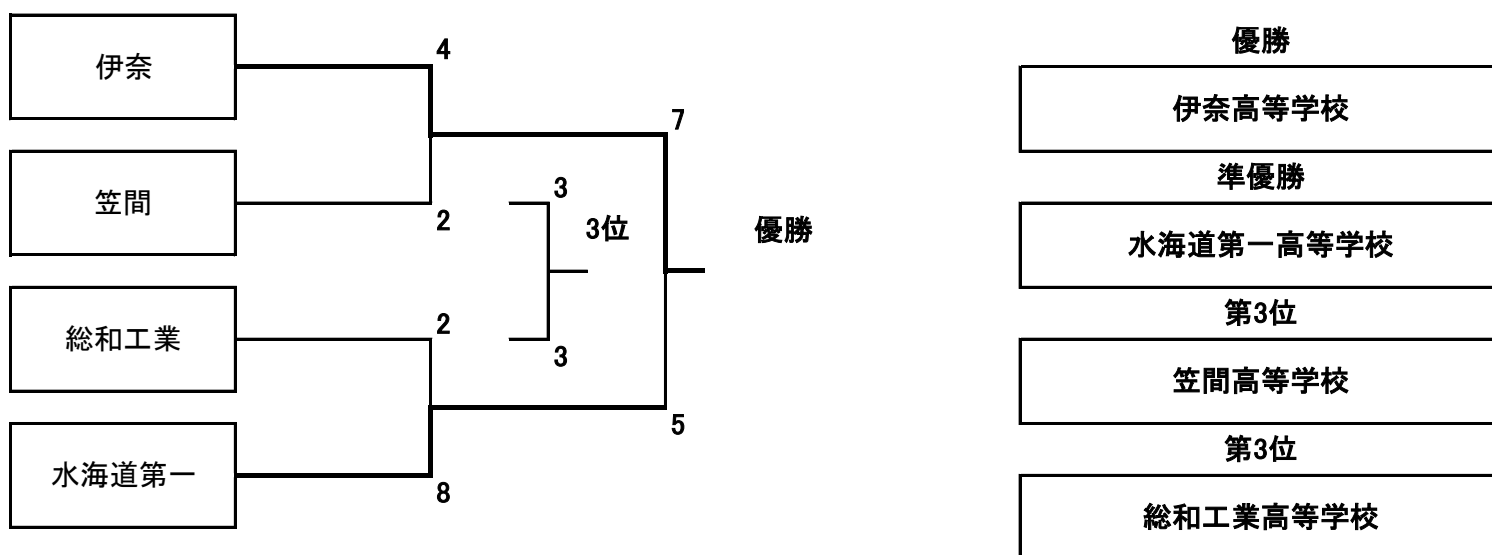 伊奈
笠間
総和工業
水海道第一
4
2
2
8
3
3位
3
7
5
優勝
優勝
伊奈高等学校
準優勝
水海道第一高等学校
第3位
笠間高等学校
第3位
総和工業高等学校